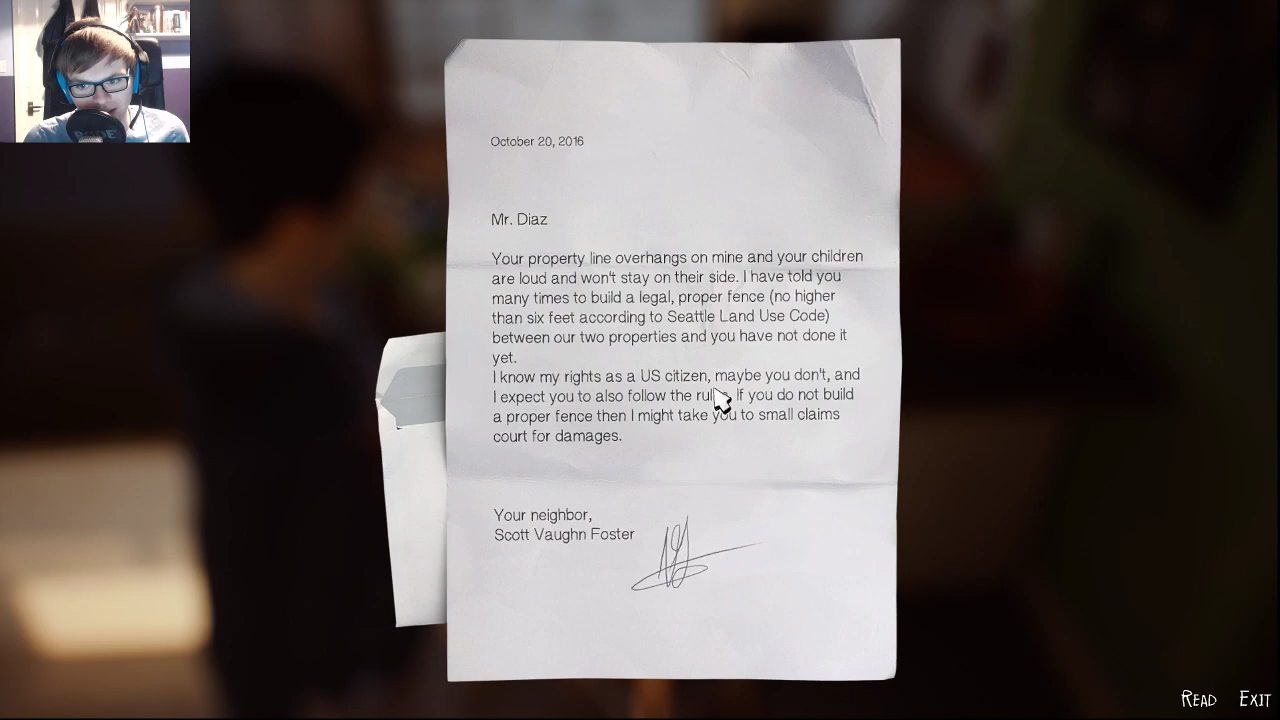 October 20, 2016
Mr. Diaz
Your property line overhangs on mine and your children
are loud and won't stay on their side. I have told you
many times to build a legal, proper fence (no higher
than six feet according to Seattle Land Use Code)
between our two properties and you have not done it
yet.
I know my rights as a US citizen, maybe you don't, and
I expect you to also follow the rules. If you do not build
a proper fence then I might take you to small claims
court for damages.
Your neighbor,
Scott Vaughn Foster
READ EXIT
RODE